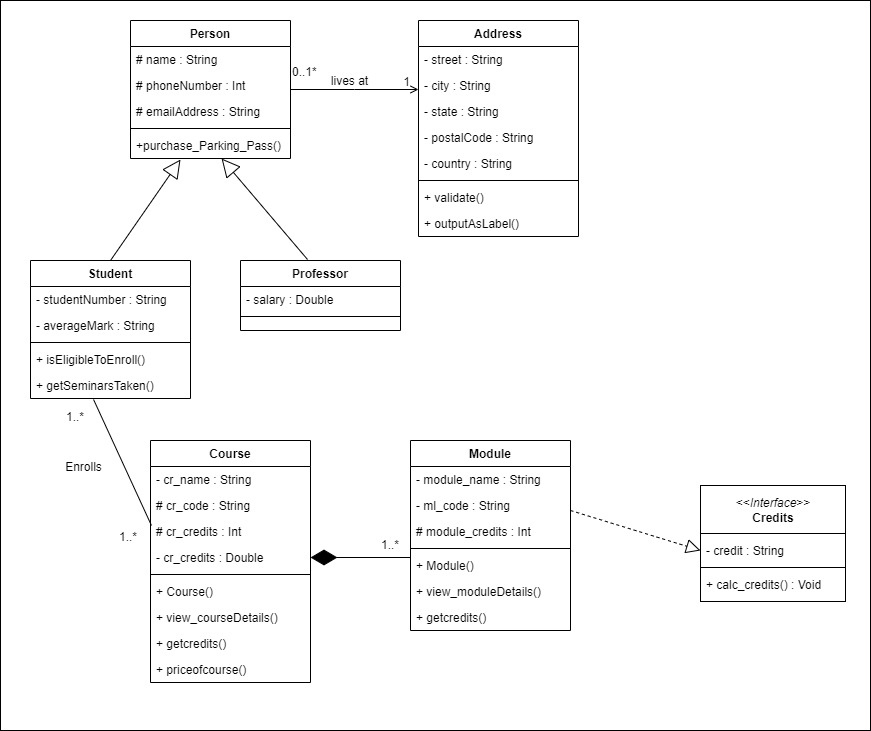 Person
# name : String
# phoneNumber : Int
# emailAddress : String
+purchase_Parking_Pass()
0..1*
lives at
1
Address
- street : String
- city : String
- state : String
- postalCode : String
- country : String
+ validate()
+ outputAsLabel()
Student
- studentNumber : String
- averageMark : String
+ isEligibleToEnroll()
+ getSeminarsTaken()
Professor
- salary : Double
1..*
Enrolls
1..*
Course
- cr_name : String
# cr_code : String
# cr_credits : Int
- cr_credits : Double
+ Course()
+ view_courseDetails()
+ getcredits()
+ priceofcourse()
1..*
Module
- module_name : String
- ml_code : String
# module_credits : Int
+ Module()
+ view_moduleDetails()
+ getcredits()
<<Interface>>
Credits
- credit : String
+ calc_credits() : Void